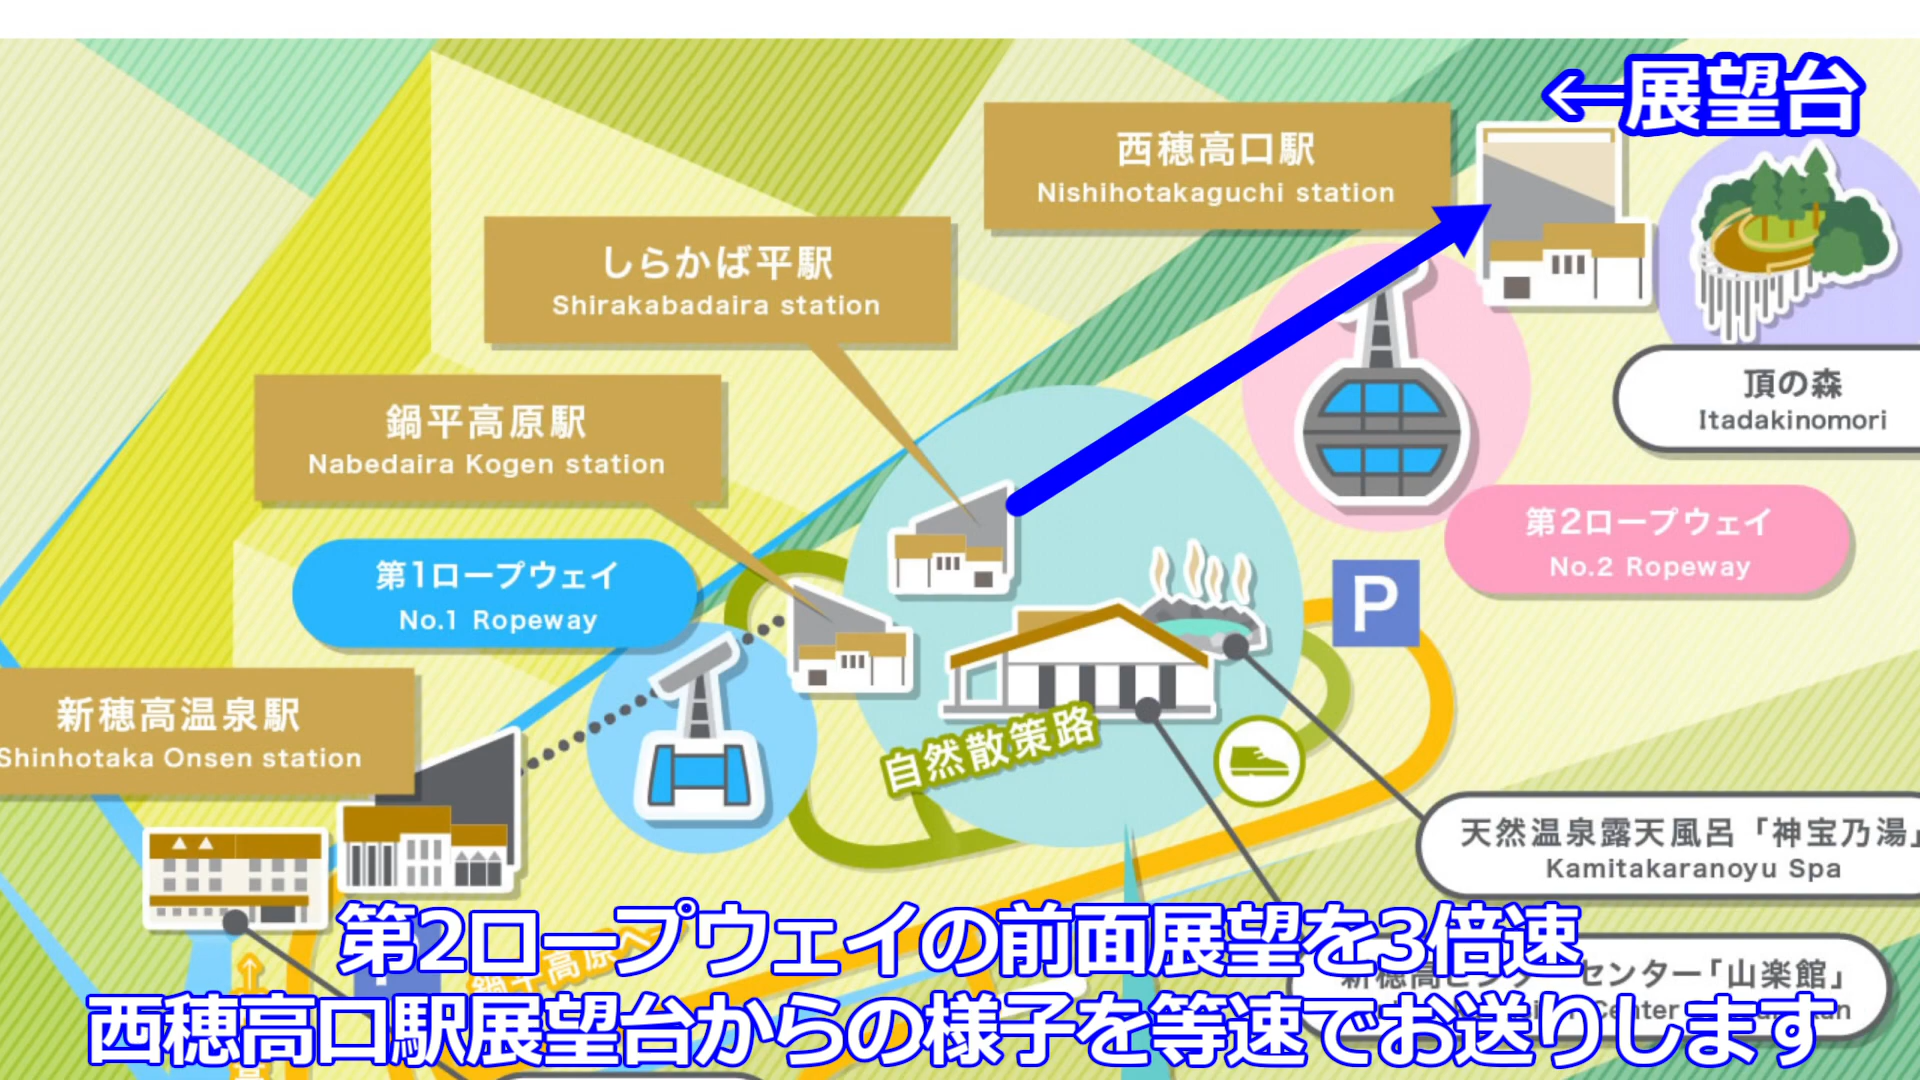 ←展望台
西穂高口駅
Nishihotakaguchi station
しらかば平駅
Shirakabadaira station
鍋平高原駅
Nabedaira Kogen station
頂の森
Itadakinomori
第1ロープウェイ
No.1 Ropeway
第2ロープウェイ
No.2 Ropeway
P
新穂高温泉駅
Shinhotaka Onsen station
自然散策路
天然温泉露天風呂「神宝乃湯」
Kamitakaranoyu Spa
センター「山楽館」
Center
第2ロープウェイの前面展望を3倍速
西穂高口駅展望台からの様子を等速でお送りします